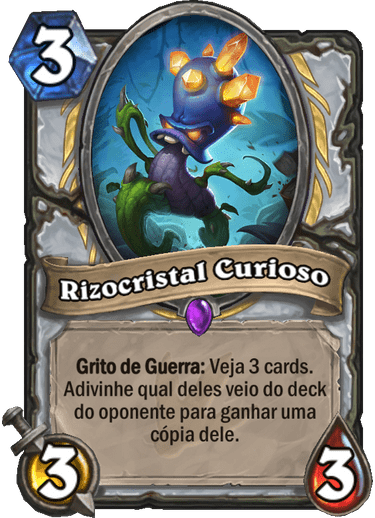 3
Rizocristal Curioso
Grito de Guerra: Veja 3 cards.
Adivinhe qual deles veio do deck
do oponente para ganhar uma
cópia dele.
3
3